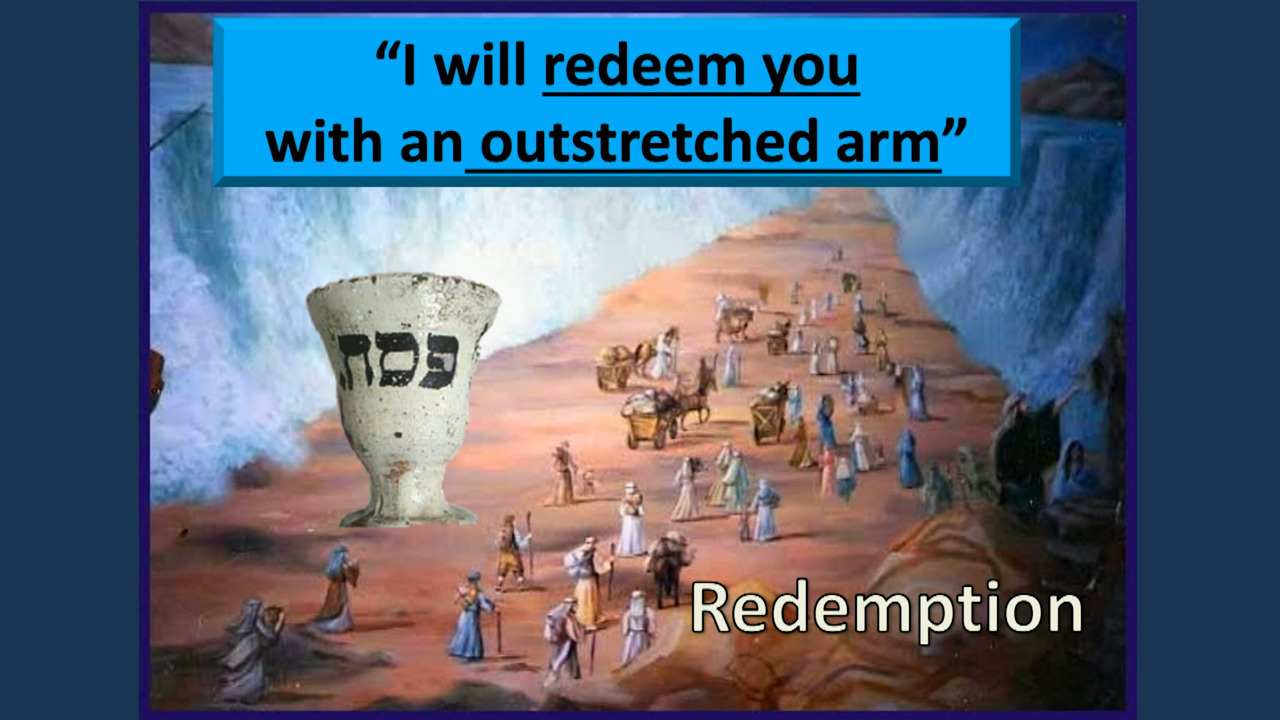 “I will redeem you
with an outstretched arm”
פסח
Redemption